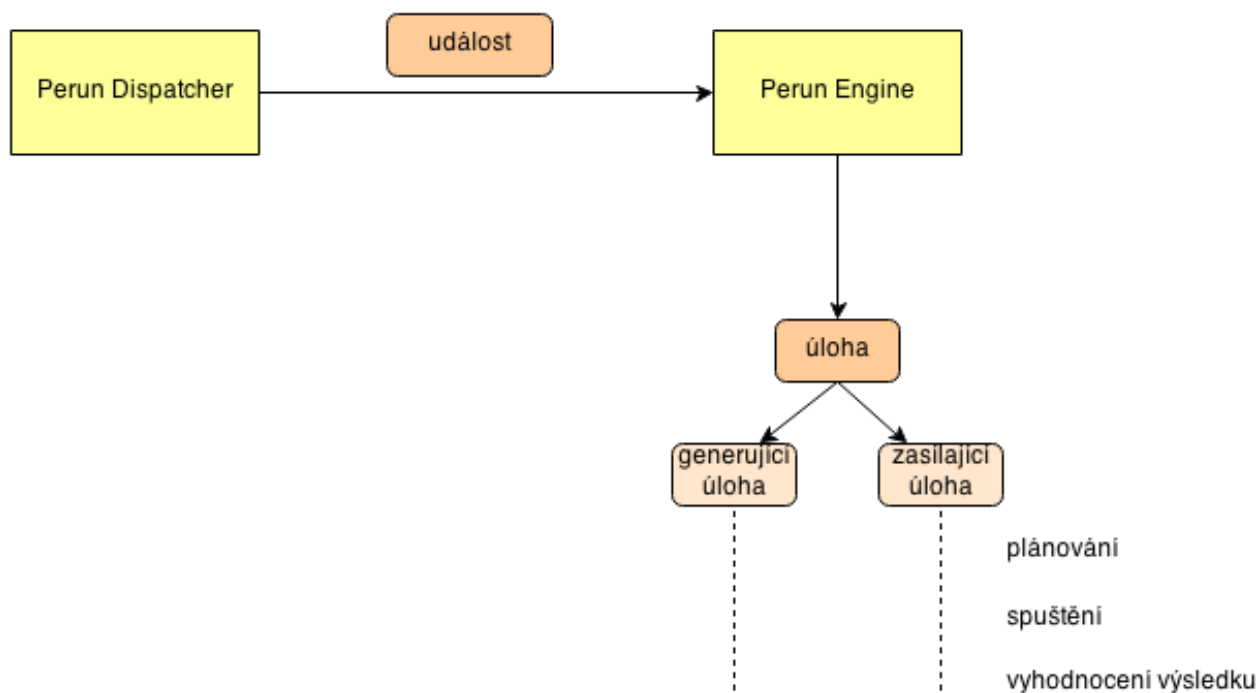 událost
Perun Dispatcher
Perun Engine
úloha
generující
úloha
zasílající
úloha
plánování
spuštění
vyhodnocení výsledku